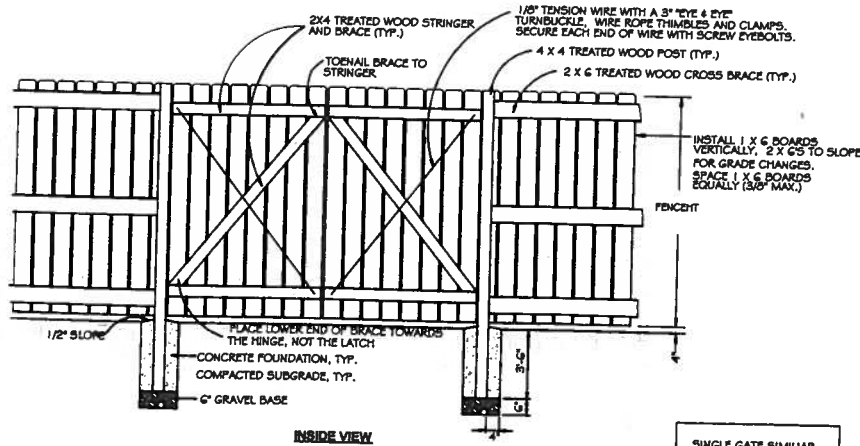 2X4 TREATED WOOD STRINGER
AND BRACE (TYP.)
1/8" TENSION WIRE WITH A 3" "EYE & EYE
TURNBUCKLE, WIRE ROPE THIMBLES AND CLAMPS.
SECURE EACH END OF WIRE WITH SCREW EYEBOLTS.
TOENAIL BRACE TO
STRINGER
4 X 4 TREATED WOOD POST (TYP.)
2 X 6 TREATED WOOD CROSS BRACE (TYP.)
INSTALL 1 X 6 BOARDS
VERTICALLY, 2 X 6'S TO SLOPE
FOR GRADE CHANGES,
SPACE 1 X 6 BOARDS
EQUALLY (3/8" MAX.)
FENCEHT
1/2" SLOPE
PLACE LOWER END OF BRACE TOWARDS
THE HINGE, NOT THE LATCH
CONCRETE FOUNDATION, TYP.
COMPACTED SUBGRADE, TYP.
6" GRAVEL BASE
3'-6"
4"
6"
4"
INSIDE VIEW
SINGLE GATE SIMILIAR